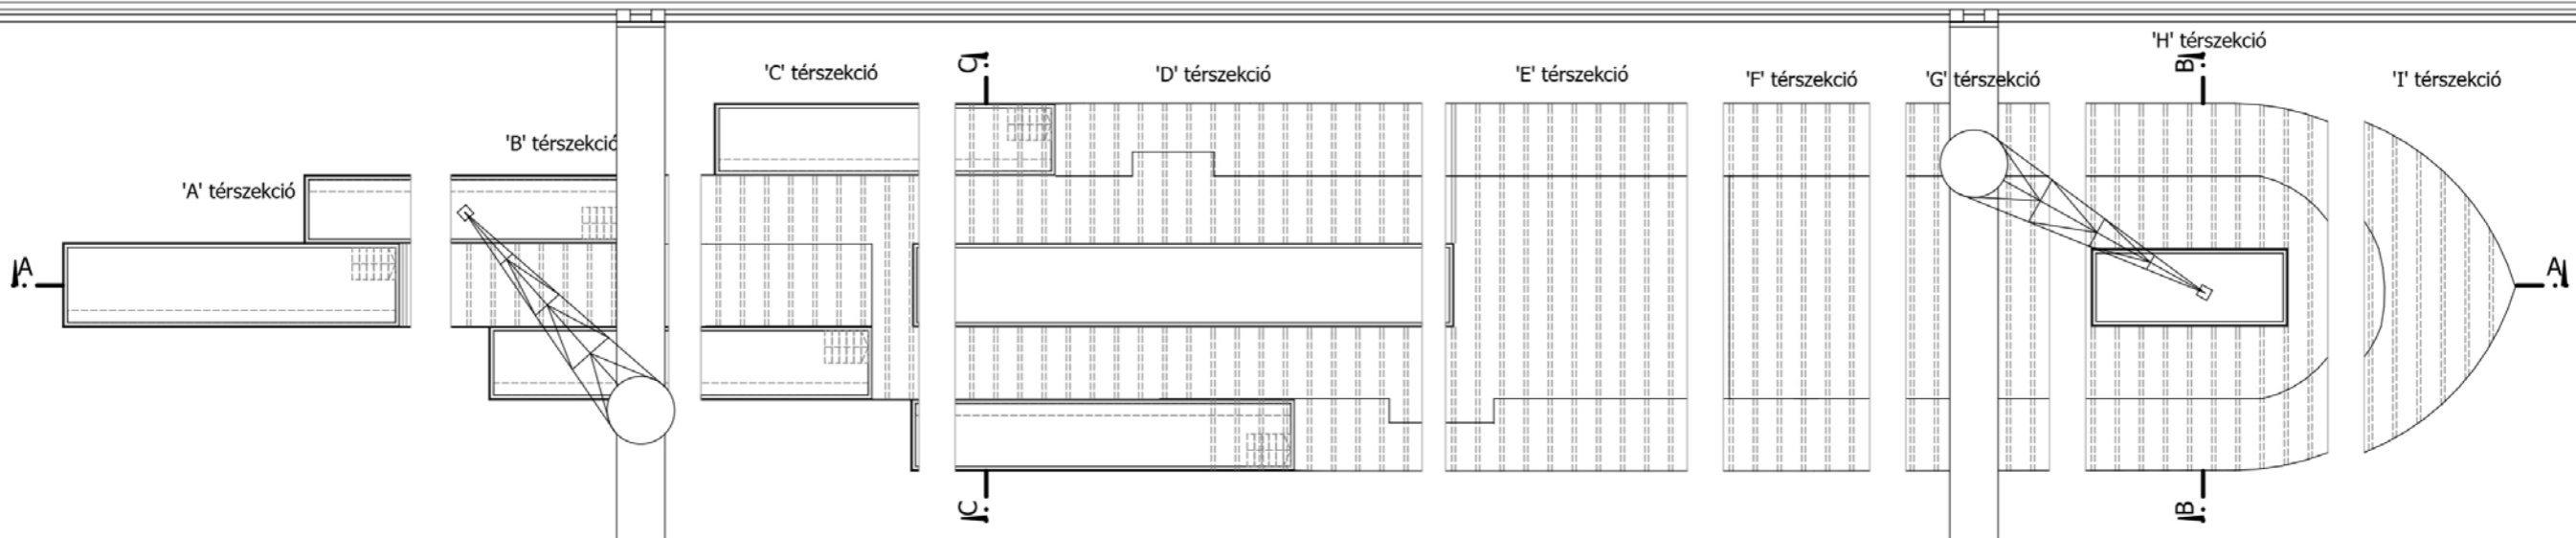 'A' térszekció
'B' térszekció
'C' térszekció
'D' térszekció
'E' térszekció
'F' térszekció
'G' térszekció
'H' térszekció
'I' térszekció
A
A
B
B
C
C